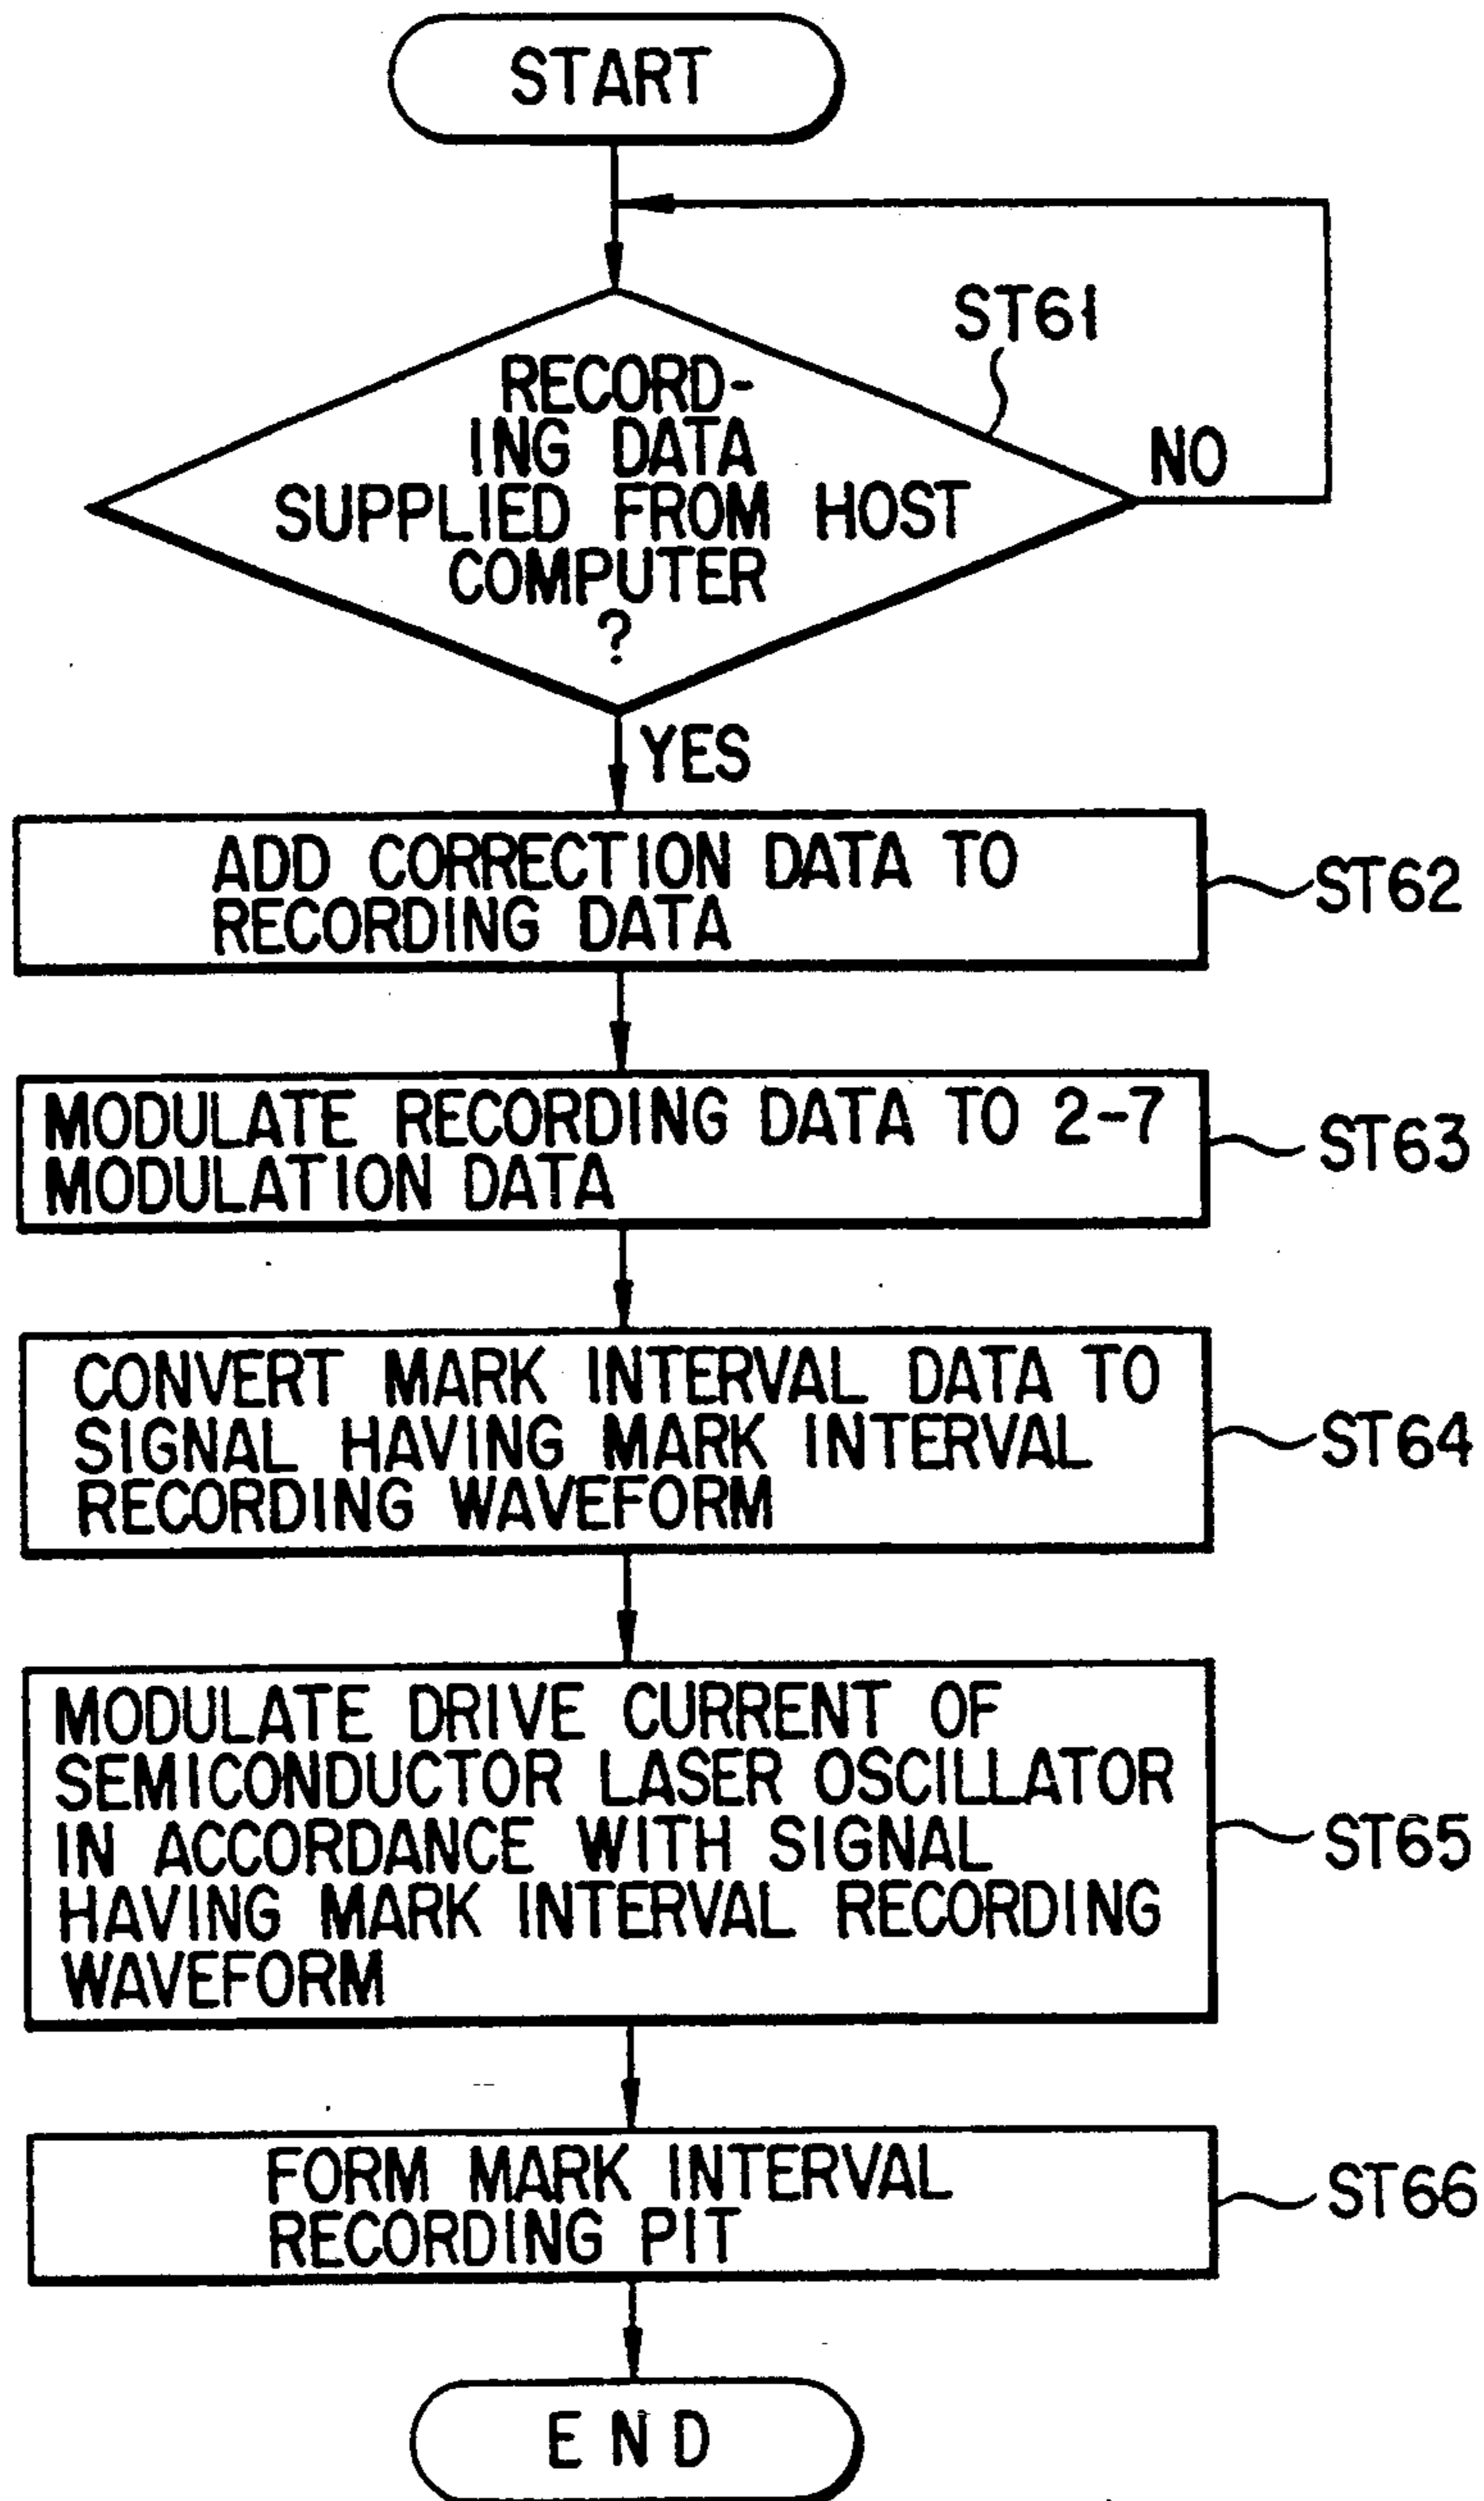 START
ST61
RECORD-
ING DATA
SUPPLIED FROM HOST
COMPUTER
?
NO
YES
ADD CORRECTION DATA TO
RECORDING DATA
ST62
MODULATE RECORDING DATA TO 2-7
MODULATION DATA
ST63
CONVERT MARK INTERVAL DATA TO
SIGNAL HAVING MARK INTERVAL
RECORDING WAVEFORM
ST64
MODULATE DRIVE CURRENT OF
SEMICONDUCTOR LASER OSCILLATOR
IN ACCORDANCE WITH SIGNAL
HAVING MARK INTERVAL RECORDING
WAVEFORM
ST65
FORM MARK INTERVAL
RECORDING PIT
ST66
END